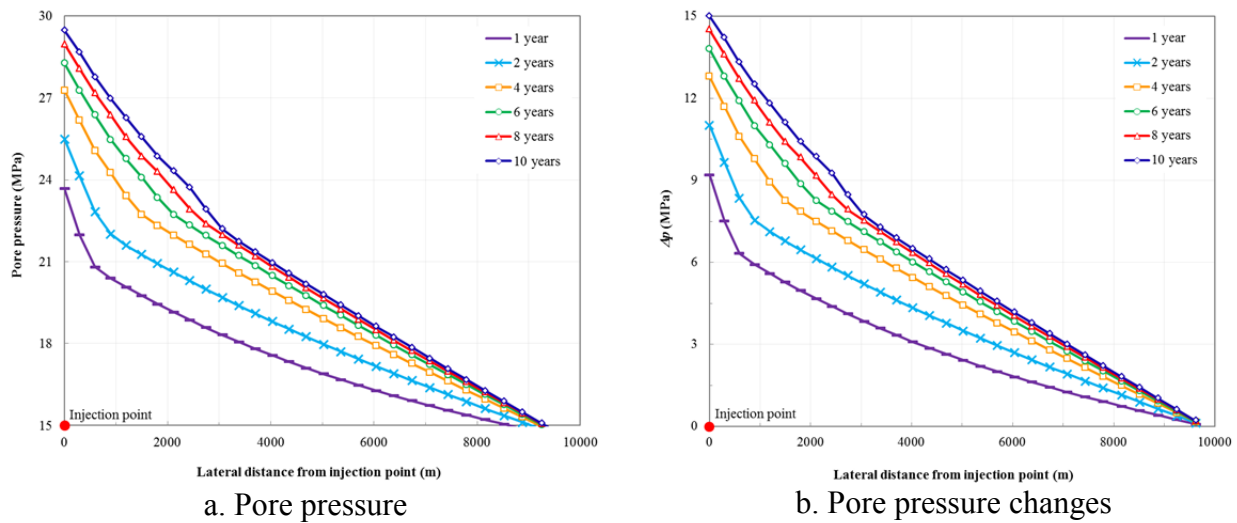 30
27
24
21
18
15
Pore pressure (MPa)
1 year
2 years
4 years
6 years
8 years
10 years
Injection point
0
2000
4000
6000
8000
10000
Lateral distance from injection point (m)
a. Pore pressure
15
12
9
6
3
0
Δp (MPa)
1 year
2 years
4 years
6 years
8 years
10 years
Injection point
0
2000
4000
6000
8000
10000
Lateral distance from injection point (m)
b. Pore pressure changes